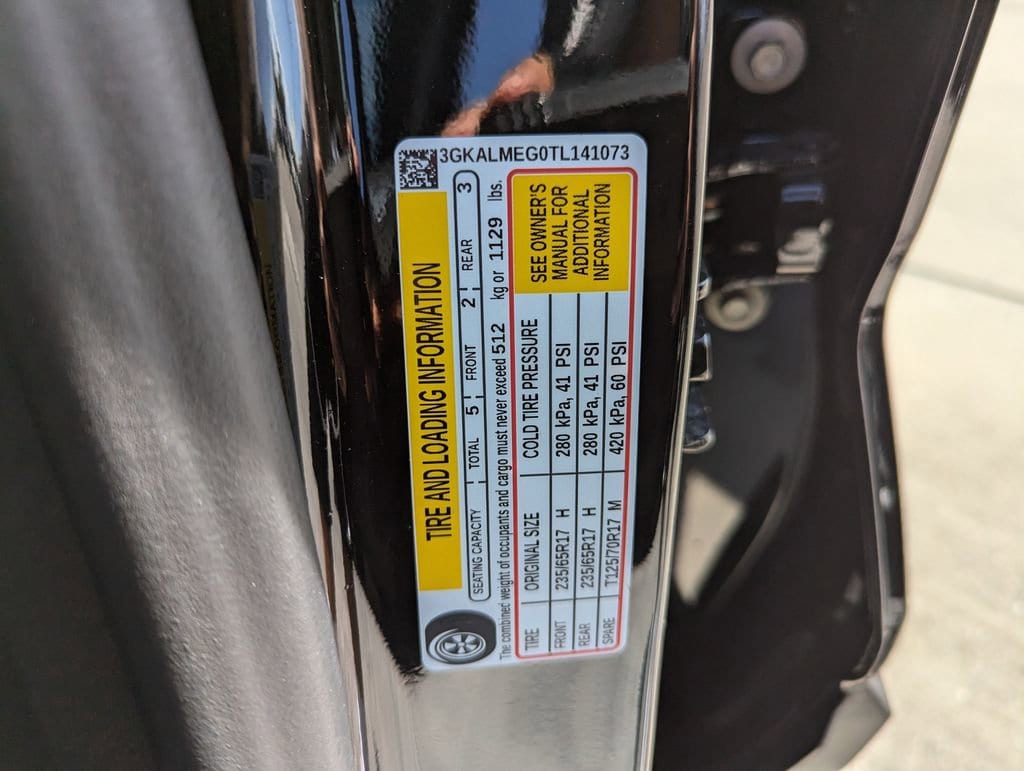 3GKALMEG0TL141073
TIRE AND LOADING INFORMATION
SEATING CAPACITY TOTAL 5 FRONT 2 REAR 3
The combined weight of occupants and cargo must never exceed 512 kg or 1129 lbs.
TIRE ORIGINAL SIZE COLD TIRE PRESSURE
FRONT 235/65R17 H 280 kPa, 41 PSI
REAR 235/65R17 H 280 kPa, 41 PSI
SPARE T125/70R17 M 420 kPa, 60 PSI
SEE OWNER'S
MANUAL FOR
ADDITIONAL
INFORMATION